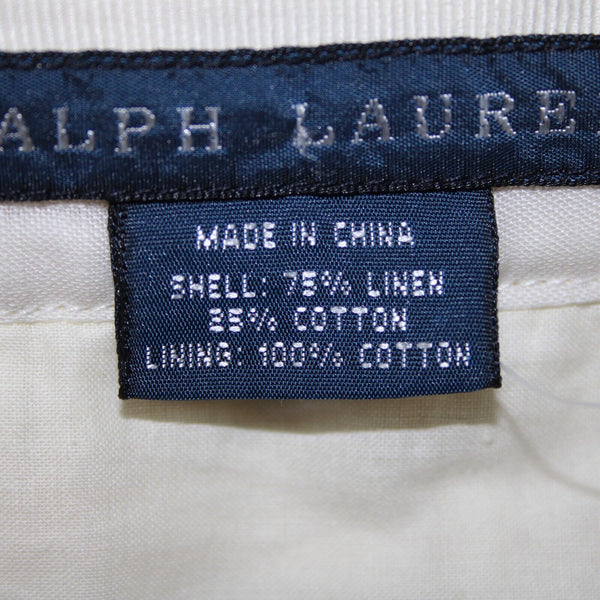 ALPH LAURE
MADE IN CHINA
SHELL: 75% LINEN
25% COTTON
LINING: 100% COTTON